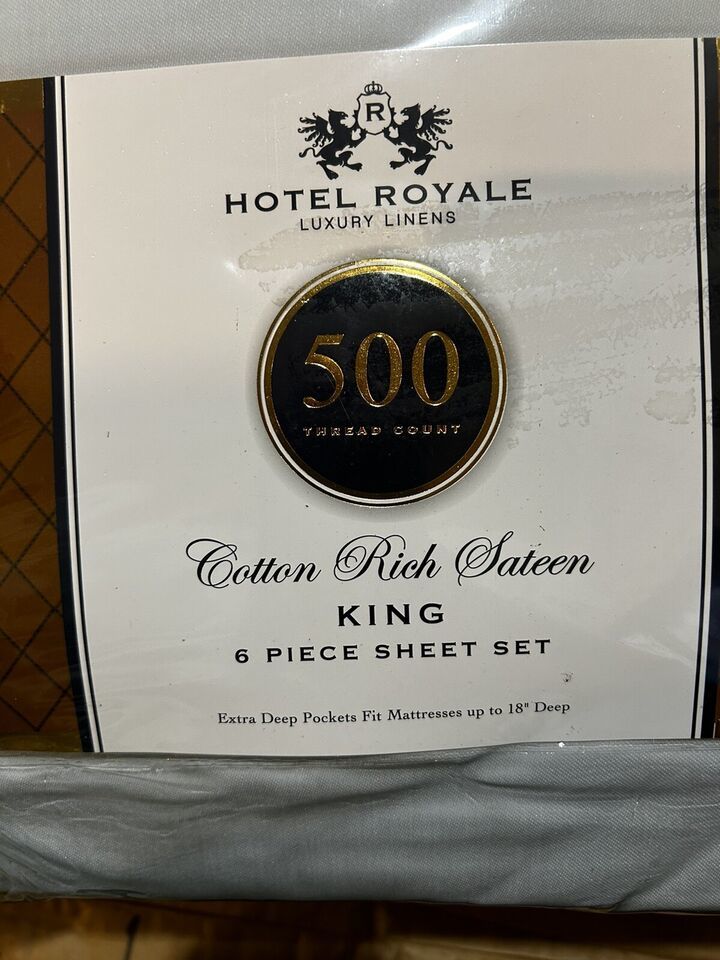 R
HOTEL ROYALE
LUXURY LINENS
500
THREAD COUNT
Cotton Rich Sateen
KING
6 PIECE SHEET SET
Extra Deep Pockets Fit Mattresses up to 18" Deep